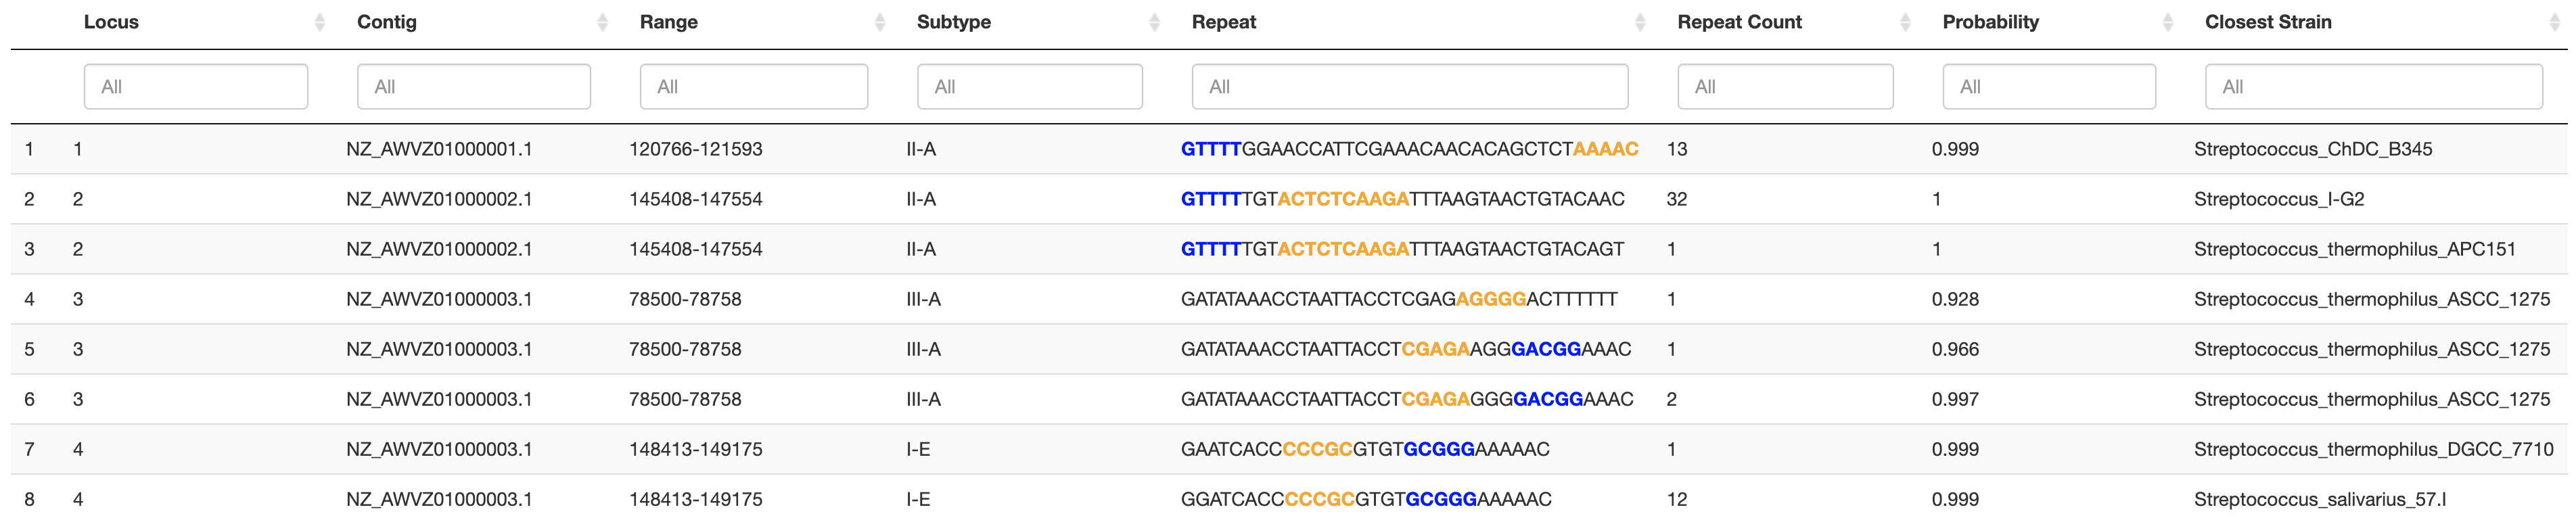 Locus Contig Range Subtype Repeat Repeat Count Probability Closest Strain
All All All All All All All All
1 1 NZ_AWVZ01000001.1 120766-121593 II-A GTTTTGGAACCATTCGAAACAACACAGCTCTAAAAC 13 0.999 Streptococcus_ChDC_B345
2 2 NZ_AWVZ01000002.1 145408-147554 II-A GTTTTTGTACTCTCAAGATTTAAGTAACTGTACAAC 32 1 Streptococcus_I-G2
3 2 NZ_AWVZ01000002.1 145408-147554 II-A GTTTTTGTACTCTCAAGATTTAAGTAACTGTACAGT 1 1 Streptococcus_thermophilus_APC151
4 3 NZ_AWVZ01000003.1 78500-78758 III-A GATATAAACCTAATTACCTCGAGAGGGGACTTTTTT 1 0.928 Streptococcus_thermophilus_ASCC_1275
5 3 NZ_AWVZ01000003.1 78500-78758 III-A GATATAAACCTAATTACCTCGAGAAGGGACGGAAAC 1 0.966 Streptococcus_thermophilus_ASCC_1275
6 3 NZ_AWVZ01000003.1 78500-78758 III-A GATATAAACCTAATTACCTCGAGAGGGGACGGAAAC 2 0.997 Streptococcus_thermophilus_ASCC_1275
7 4 NZ_AWVZ01000003.1 148413-149175 I-E GAATCACCCCCGCGTGTGCGGGAAAAAC 1 0.999 Streptococcus_thermophilus_DGCC_7710
8 4 NZ_AWVZ01000003.1 148413-149175 I-E GGATCACCCCCGCGTGTGCGGGAAAAAC 12 0.999 Streptococcus_salivarius_57.I